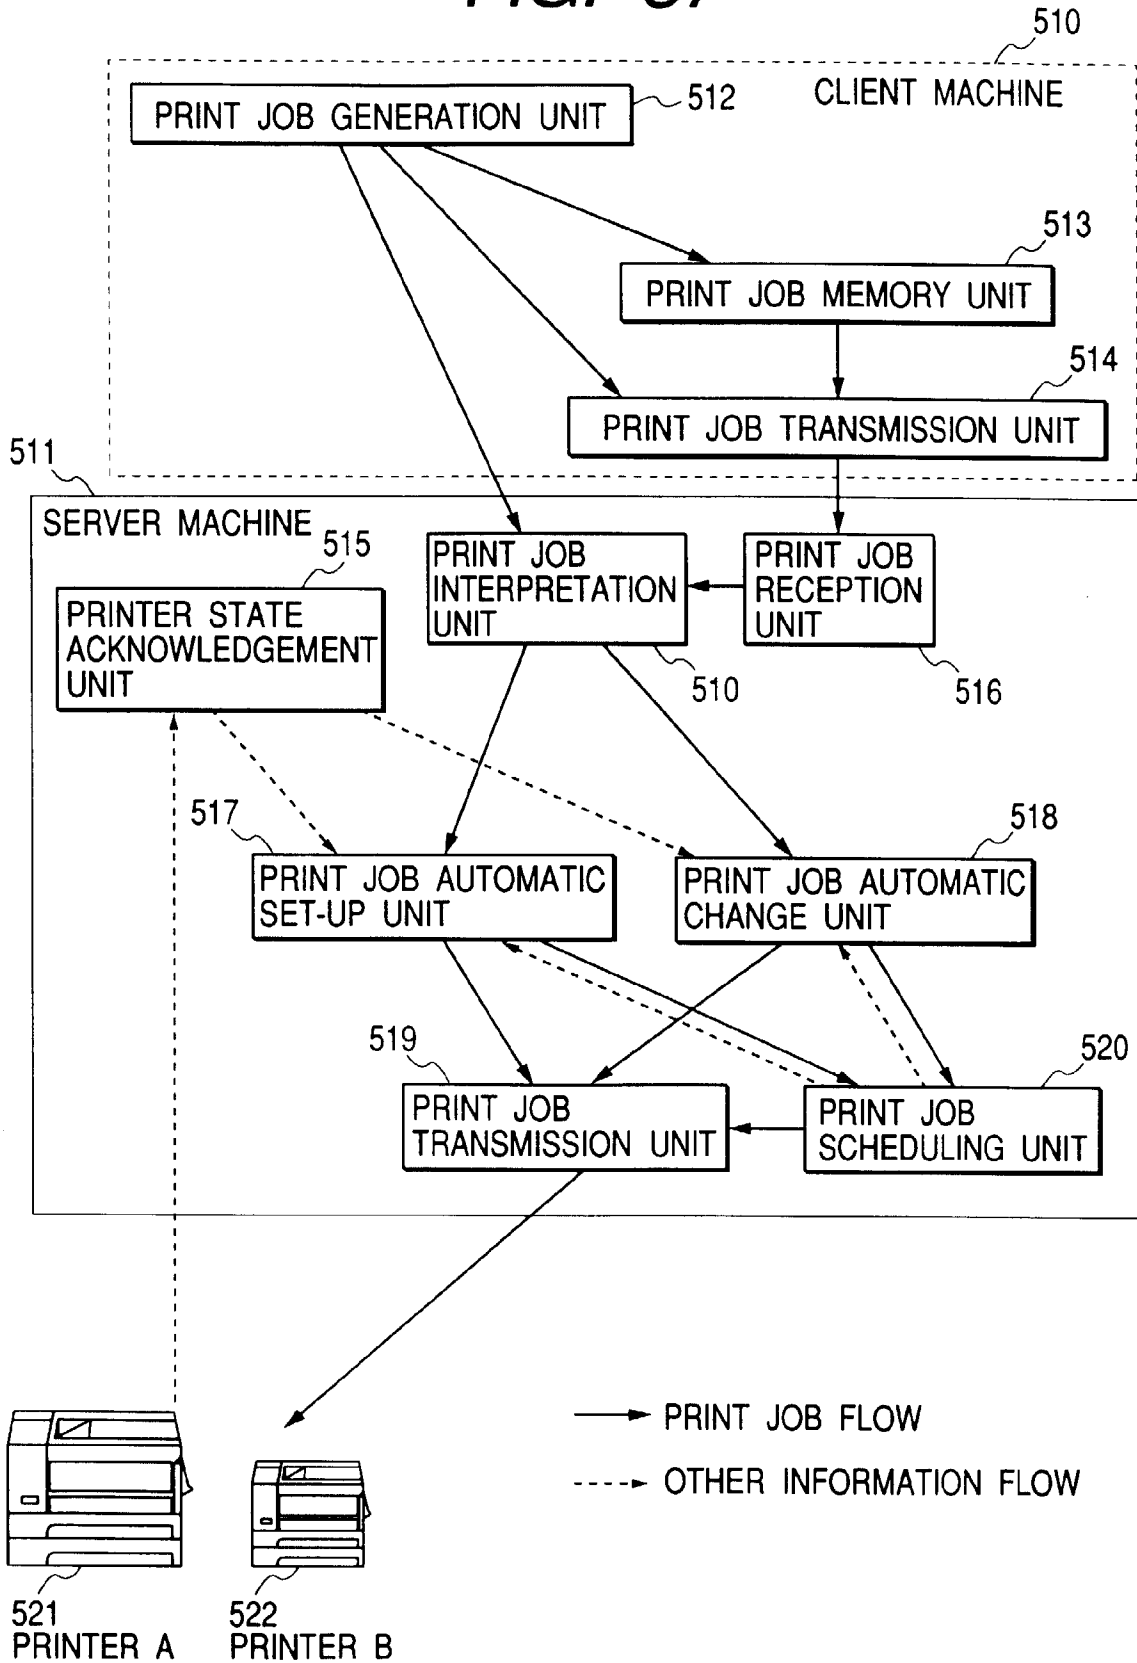 510
CLIENT MACHINE
PRINT JOB GENERATION UNIT
512
513
PRINT JOB MEMORY UNIT
514
PRINT JOB TRANSMISSION UNIT
511
SERVER MACHINE
515
PRINTER STATE
ACKNOWLEDGEMENT
UNIT
PRINT JOB
INTERPRETATION
UNIT
510
PRINT JOB
RECEPTION
UNIT
516
517
PRINT JOB AUTOMATIC
SET-UP UNIT
518
PRINT JOB AUTOMATIC
CHANGE UNIT
519
PRINT JOB
TRANSMISSION UNIT
520
PRINT JOB
SCHEDULING UNIT
PRINT JOB FLOW
OTHER INFORMATION FLOW
521
PRINTER A
522
PRINTER B